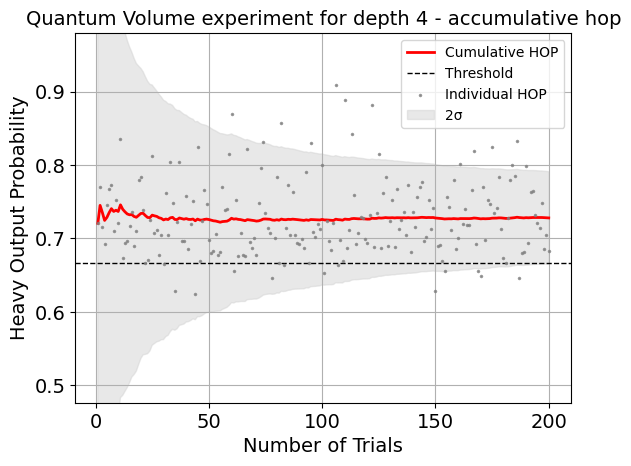 Quantum Volume experiment for depth 4 - accumulative hop
Cumulative HOP
Threshold
Individual HOP
2σ
Heavy Output Probability
0.9
0.8
0.7
0.6
0.5
0 50 100 150 200
Number of Trials